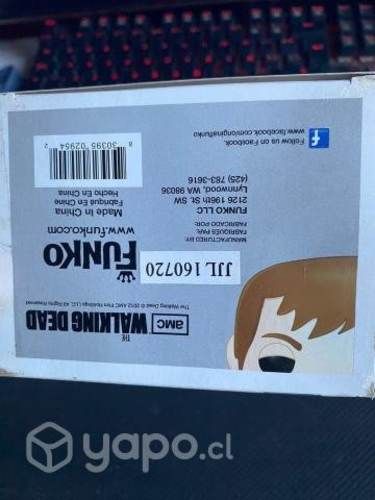 THE
WALKING DEAD
amc
The Walking Dead © 2012 AMC Film Holdings LLC. All Rights Reserved
FUNKO
www.funko.com
Made In China
Fabriqué En Chine
Hecho En China
8 30395 02954 2
JJL 160720
MANUFACTURED BY:
FABRIQUÉS PAR:
FABRICADO POR:
FUNKO LLC
2126 196th St. SW
Lynnwood, WA 98036
(425) 783-3616
Follow us on Facebook
www.facebook.com/originalfunko
yapo.cl